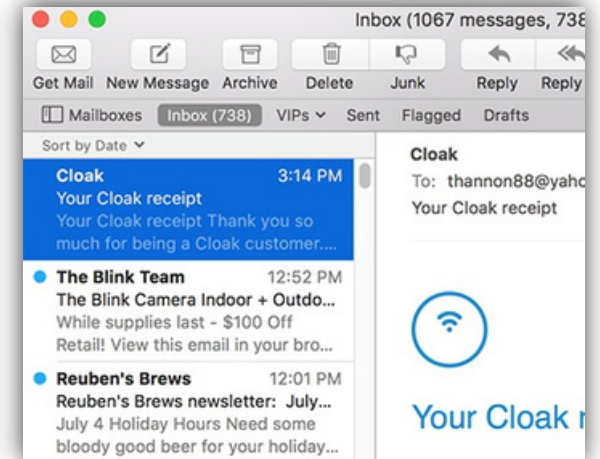 Inbox (1067 messages, 738
Get Mail New Message Archive Delete Junk Reply Reply
Mailboxes Inbox (738) VIPs Sent Flagged Drafts
Sort by Date
Cloak 3:14 PM
Your Cloak receipt
Your Cloak receipt Thank you so
much for being a Cloak customer....
The Blink Team 12:52 PM
The Blink Camera Indoor + Outdo...
While supplies last - $100 Off
Retail! View this email in your bro...
Reuben's Brews 12:01 PM
Reuben's Brews newsletter: July...
July 4 Holiday Hours Need some
bloody good beer for your holiday...
Cloak
To: thannon88@yaho
Your Cloak receipt
Your Cloak r